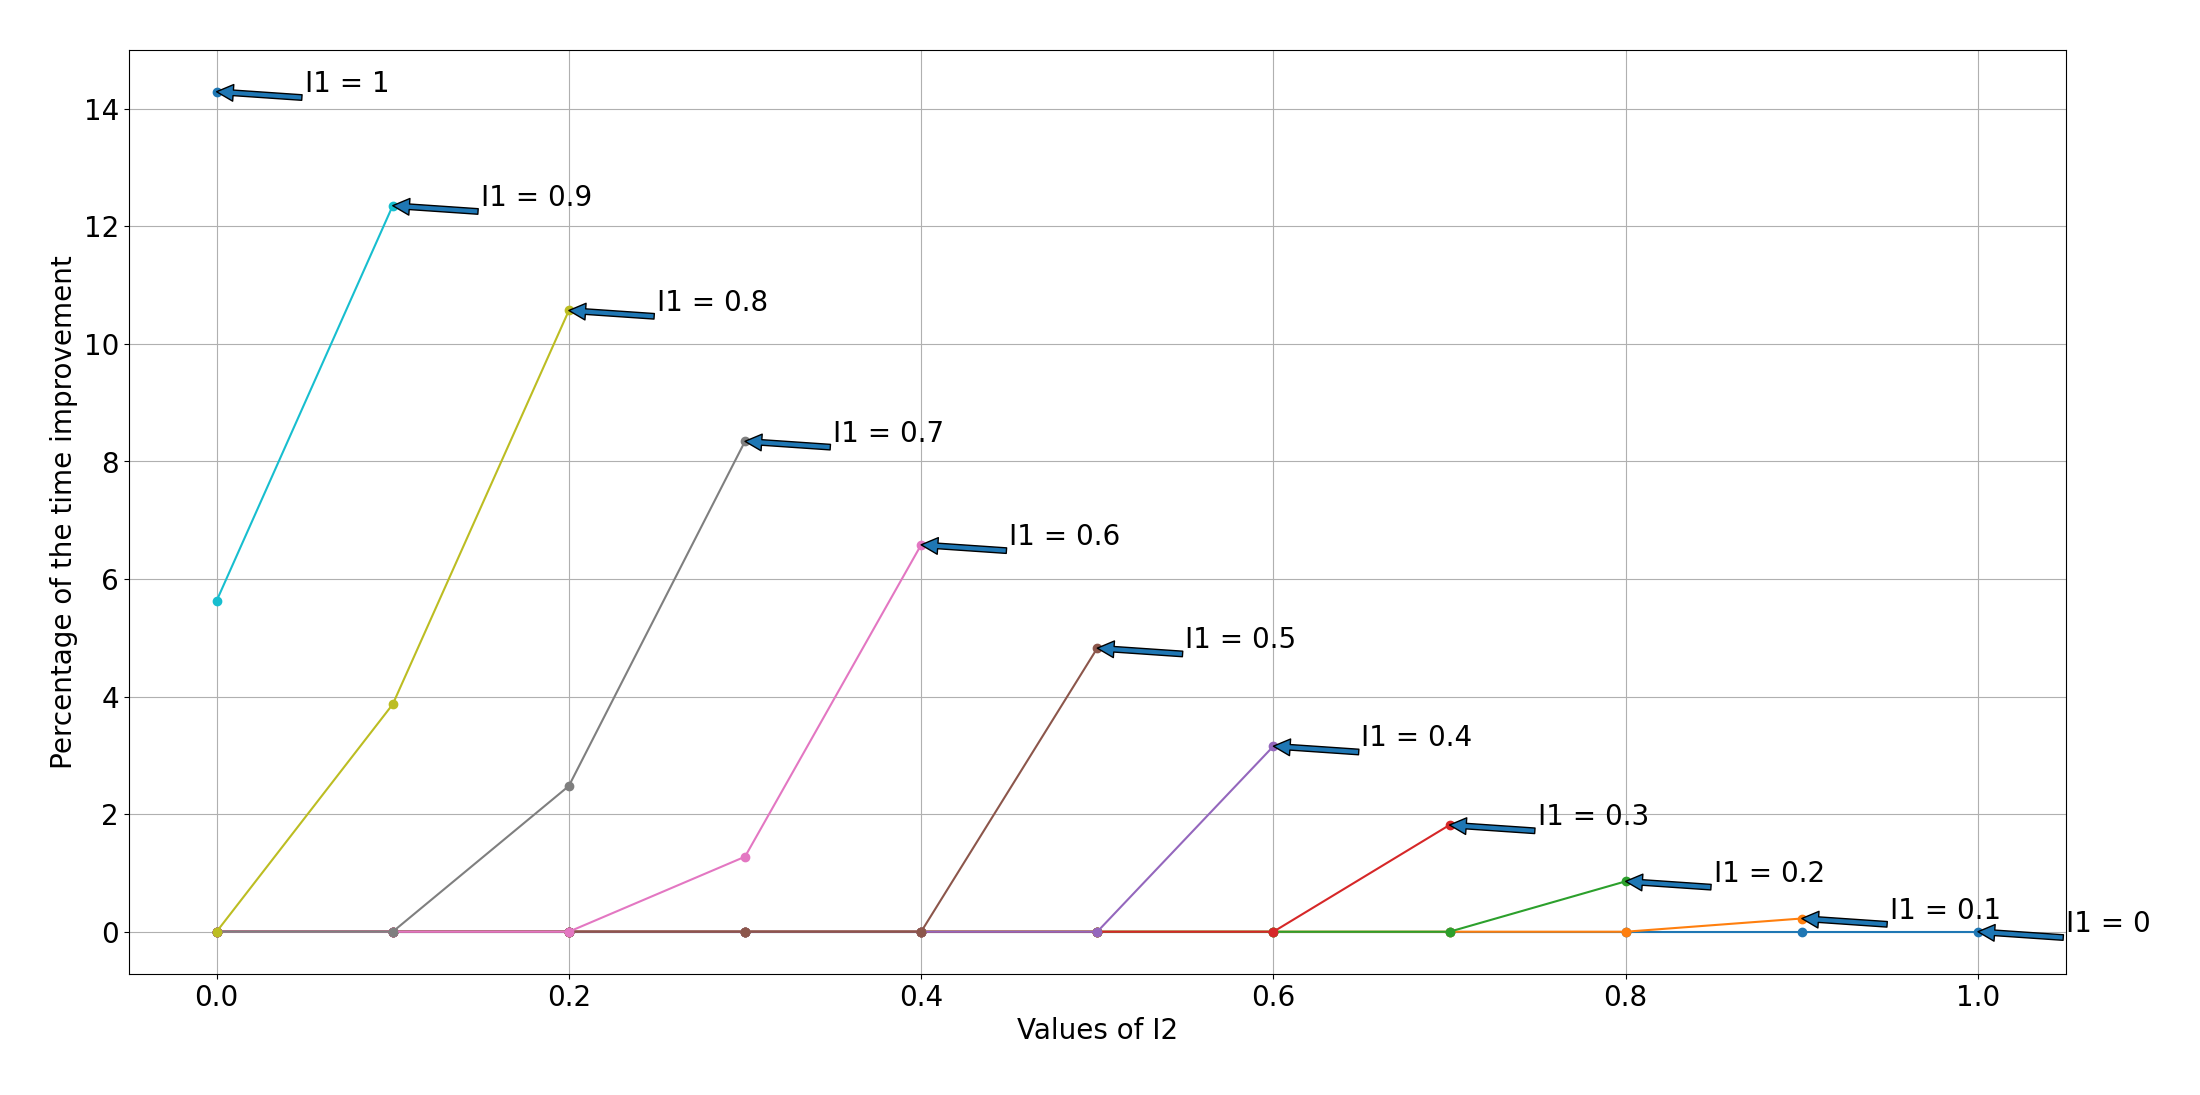 I1 = 1
14
I1 = 0.9
12
I1 = 0.8
10
I1 = 0.7
8
I1 = 0.6
6
I1 = 0.5
4
I1 = 0.4
2
I1 = 0.3
I1 = 0.2
I1 = 0.1
I1 = 0
0
Percentage of the time improvement
0.0 0.2 0.4 0.6 0.8 1.0
Values of I2